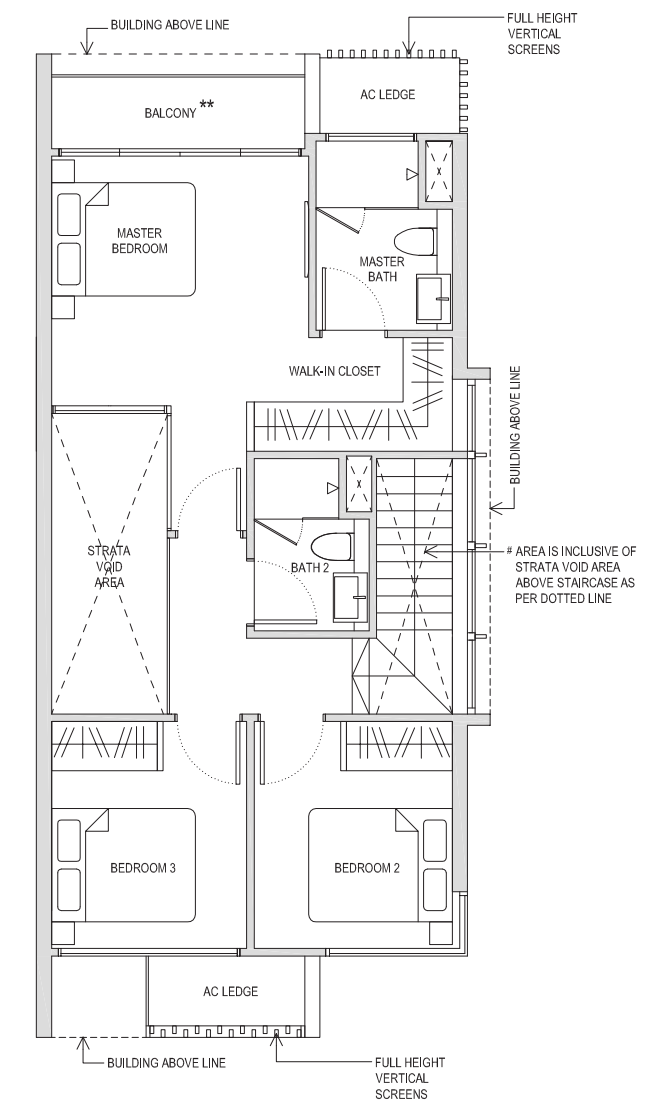 BUILDING ABOVE LINE
FULL HEIGHT
VERTICAL
SCREENS
AC LEDGE
BALCONY **
MASTER
BEDROOM
MASTER
BATH
WALK-IN CLOSET
BUILDING ABOVE LINE
STRATA
VOID
AREA
BATH 2
# AREA IS INCLUSIVE OF
STRATA VOID AREA
ABOVE STAIRCASE AS
PER DOTTED LINE
BEDROOM 3
BEDROOM 2
AC LEDGE
BUILDING ABOVE LINE
FULL HEIGHT
VERTICAL
SCREENS